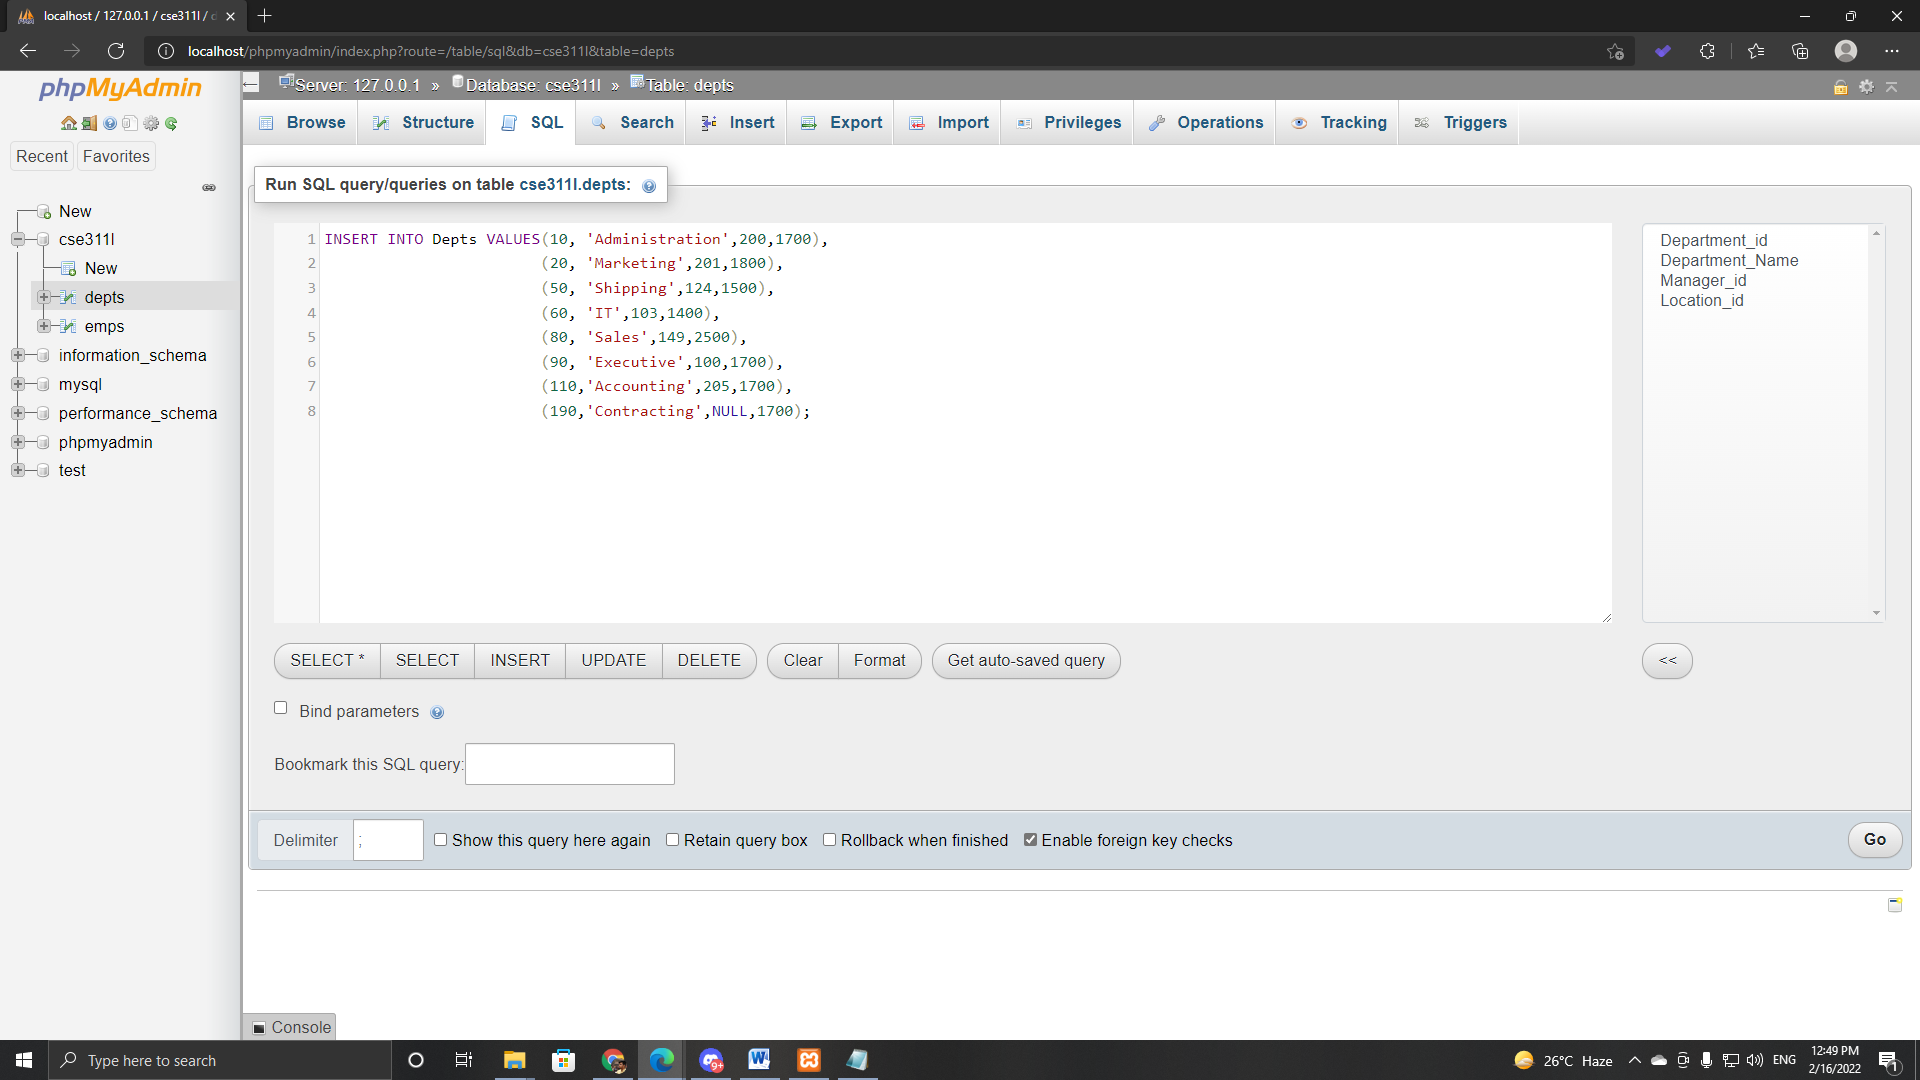 localhost / 127.0.0.1 / cse311l /
localhost/phpmyadmin/index.php?route=/table/sql&db=cse311l&table=depts
phpMyAdmin
Server: 127.0.0.1 » Database: cse311l » Table: depts
Browse Structure SQL Search Insert Export Import Privileges Operations Tracking Triggers
Recent Favorites
New
cse311l
New
depts
emps
information_schema
mysql
performance_schema
phpmyadmin
test
Run SQL query/queries on table cse311l.depts:
1 INSERT INTO Depts VALUES(10, 'Administration',200,1700),
2 (20, 'Marketing',201,1800),
3 (50, 'Shipping',124,1500),
4 (60, 'IT',103,1400),
5 (80, 'Sales',149,2500),
6 (90, 'Executive',100,1700),
7 (110,'Accounting',205,1700),
8 (190,'Contracting',NULL,1700);
Department_id
Department_Name
Manager_id
Location_id
SELECT * SELECT INSERT UPDATE DELETE Clear Format Get auto-saved query <<
Bind parameters
Bookmark this SQL query:
Delimiter ; Show this query here again Retain query box Rollback when finished Enable foreign key checks Go
Console
Type here to search
9+
26°C Haze
ENG
12:49 PM
2/16/2022
1